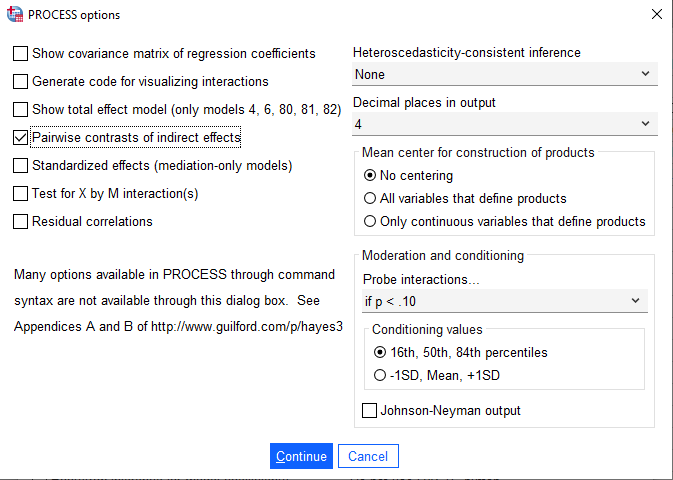 PROCESS options
Show covariance matrix of regression coefficients
Generate code for visualizing interactions
Show total effect model (only models 4, 6, 80, 81, 82)
Pairwise contrasts of indirect effects
Standardized effects (mediation-only models)
Test for X by M interaction(s)
Residual correlations
Many options available in PROCESS through command
syntax are not available through this dialog box. See
Appendices A and B of http://www.guilford.com/p/hayes3
Heteroscedasticity-consistent inference
None
Decimal places in output
4
Mean center for construction of products
No centering
All variables that define products
Only continuous variables that define products
Moderation and conditioning
Probe interactions...
if p < .10
Conditioning values
16th, 50th, 84th percentiles
-1SD, Mean, +1SD
Johnson-Neyman output
Continue
Cancel